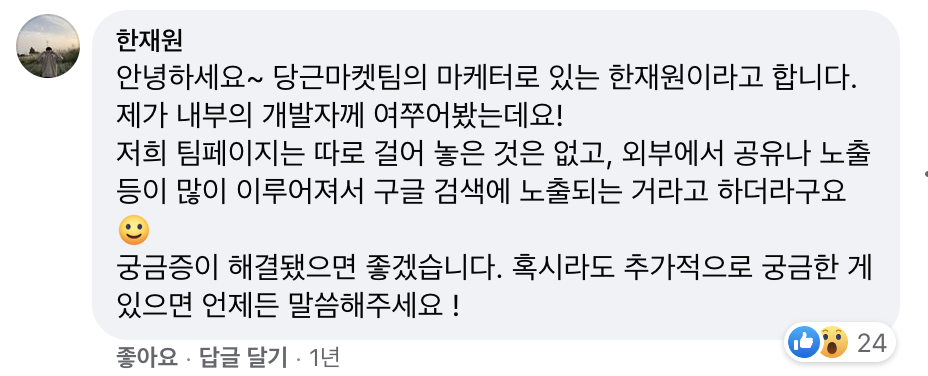 한재원
안녕하세요~ 당근마켓팀의 마케터로 있는 한재원이라고 합니다.
제가 내부의 개발자께 여쭈어봤는데요!
저희 팀페이지는 따로 걸어 놓은 것은 없고, 외부에서 공유나 노출
등이 많이 이루어져서 구글 검색에 노출되는 거라고 하더라구요
🙂
궁금증이 해결됐으면 좋겠습니다. 혹시라도 추가적으로 궁금한 게
있으면 언제든 말씀해주세요 !
좋아요 · 답글 달기 · 1년
24